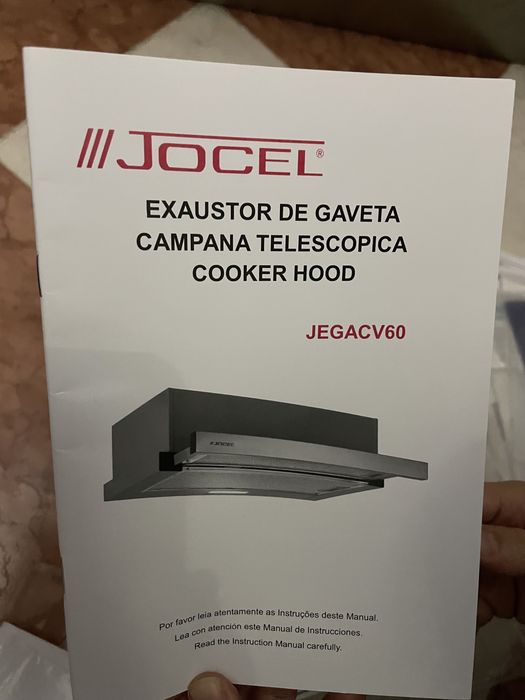 JOCEL®
EXAUSTOR DE GAVETA
CAMPANA TELESCOPICA
COOKER HOOD
JEGACV60
JOCEL
Por favor leia atentamente as Instruções deste Manual.
Lea con atención este Manual de Instrucciones.
Read the Instruction Manual carefully.